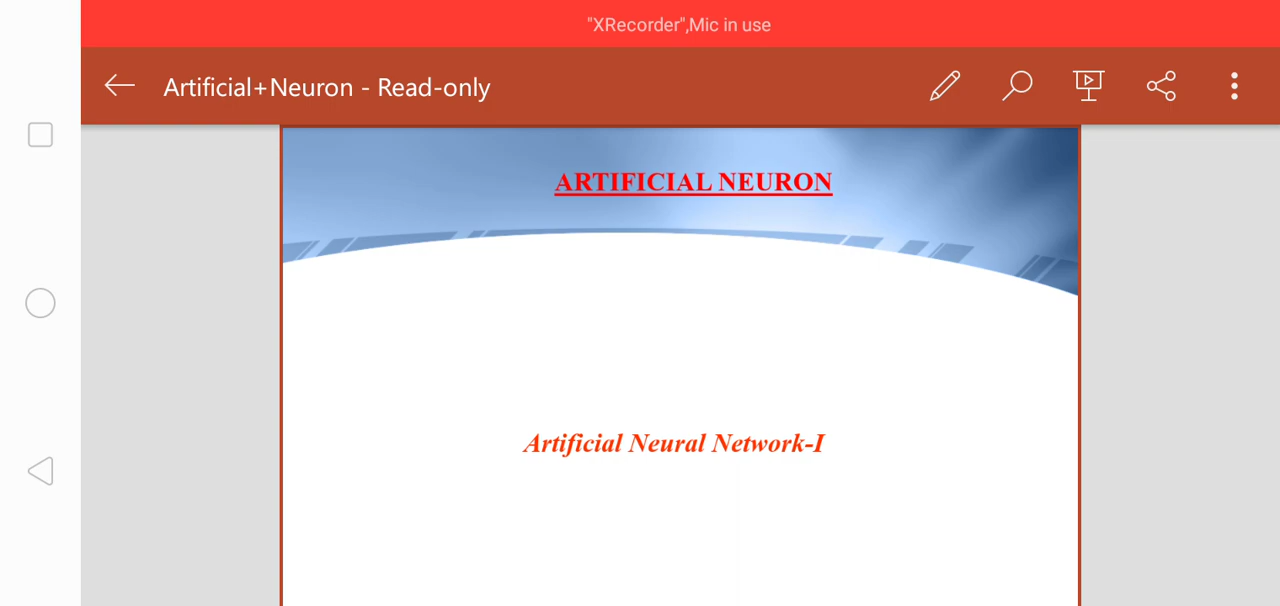 "XRecorder",Mic in use
Artificial+Neuron - Read-only
ARTIFICIAL NEURON
Artificial Neural Network-I